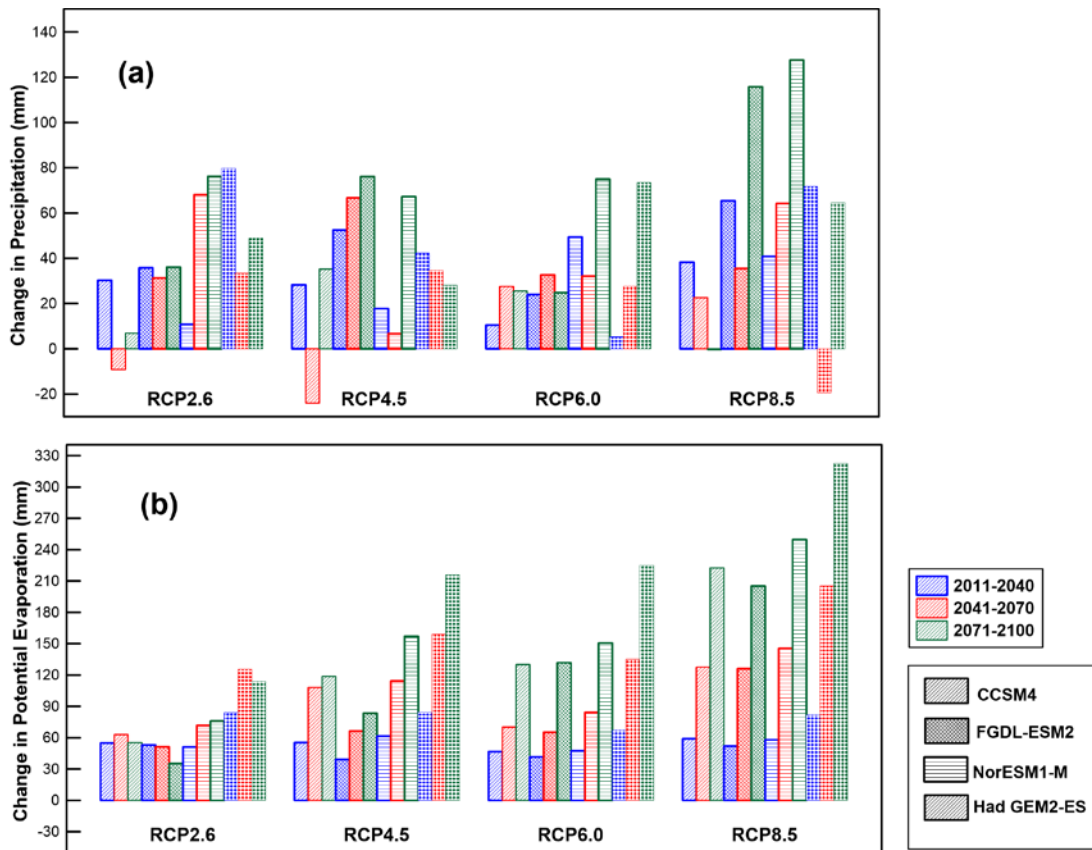 (a)
Change in Precipitation (mm)
140
120
100
80
60
40
20
0
-20
RCP2.6 RCP4.5 RCP6.0 RCP8.5
(b)
Change in Potential Evaporation (mm)
330
300
270
240
210
180
150
120
90
60
30
0
-30
RCP2.6 RCP4.5 RCP6.0 RCP8.5
2011-2040
2041-2070
2071-2100
CCSM4
FGDL-ESM2
NorESM1-M
Had GEM2-ES